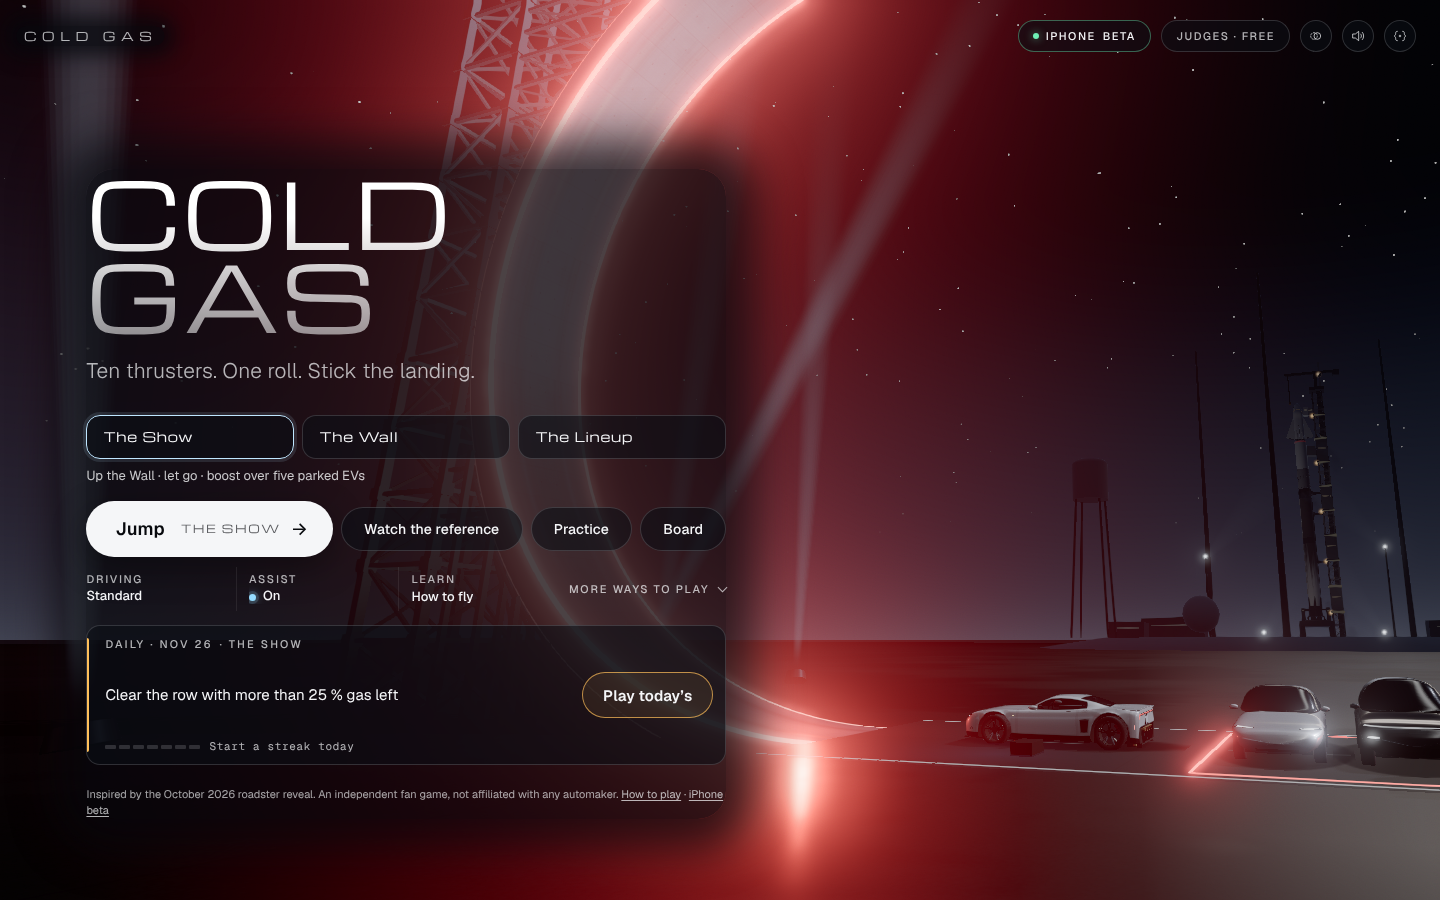 COLD GAS
IPHONE BETA
JUDGES · FREE
COLD
GAS
Ten thrusters. One roll. Stick the landing.
The Show
The Wall
The Lineup
Up the Wall · let go · boost over five parked EVs
Jump THE SHOW →
Watch the reference
Practice
Board
DRIVING
Standard
ASSIST
On
LEARN
How to fly
MORE WAYS TO PLAY
DAILY · NOV 26 · THE SHOW
Clear the row with more than 25 % gas left
Play today's
Start a streak today
Inspired by the October 2026 roadster reveal. An independent fan game, not affiliated with any automaker. How to play · iPhone
beta